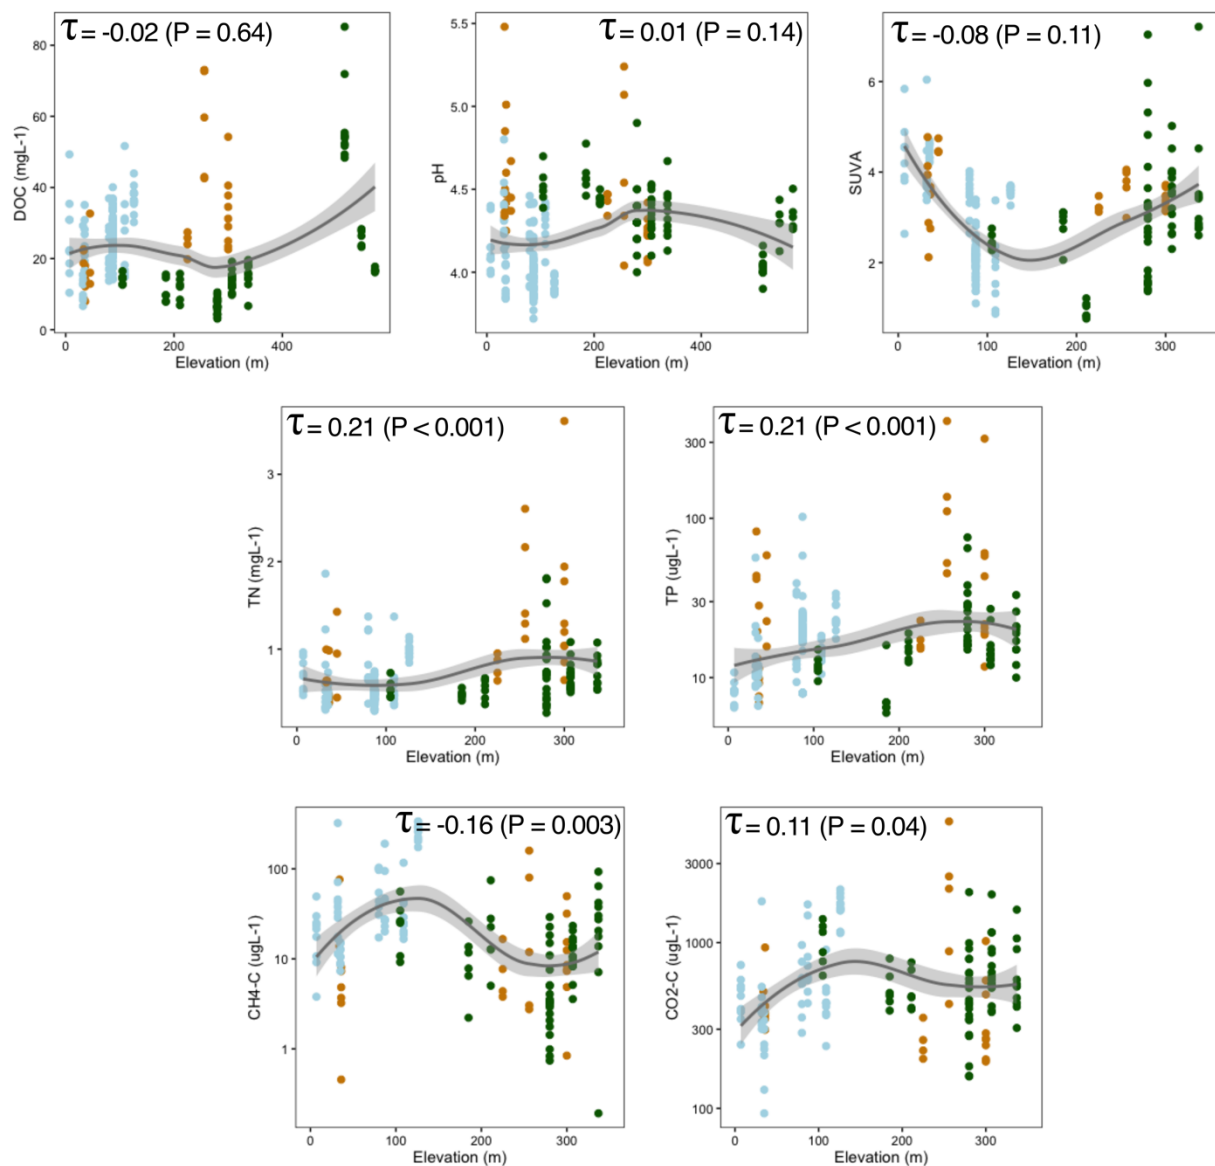 τ = -0.02 (P = 0.64)
DOC (mgL-1)
80
60
40
20
0
0 200 400
Elevation (m)
τ = 0.01 (P = 0.14)
pH
5.5
5.0
4.5
4.0
0 200 400
Elevation (m)
τ = -0.08 (P = 0.11)
SUVA
6
4
2
0 100 200 300
Elevation (m)
τ = 0.21 (P < 0.001)
TN (mgL-1)
3
2
1
0 100 200 300
Elevation (m)
τ = 0.21 (P < 0.001)
TP (ugL-1)
300
100
30
10
0 100 200 300
Elevation (m)
τ = -0.16 (P = 0.003)
CH4-C (ugL-1)
100
10
1
0 100 200 300
Elevation (m)
τ = 0.11 (P = 0.04)
CO2-C (ugL-1)
3000
1000
300
100
0 100 200 300
Elevation (m)